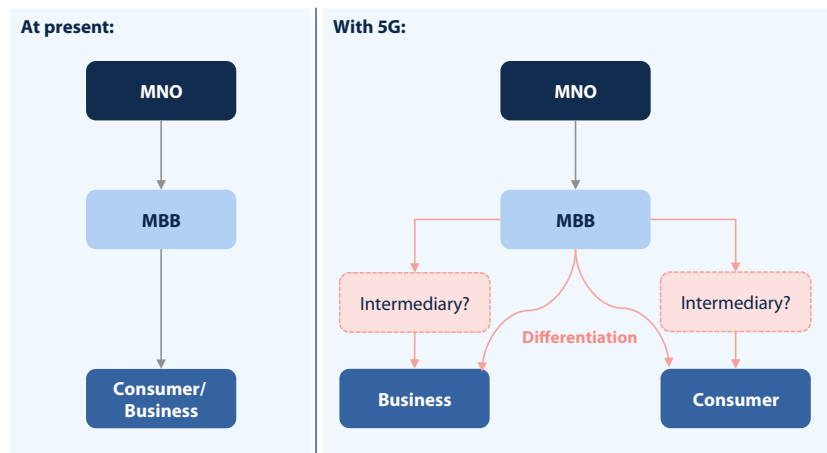 At present:
MNO
MBB
Consumer/
Business
With 5G:
MNO
MBB
Intermediary?
Intermediary?
Differentiation
Business
Consumer